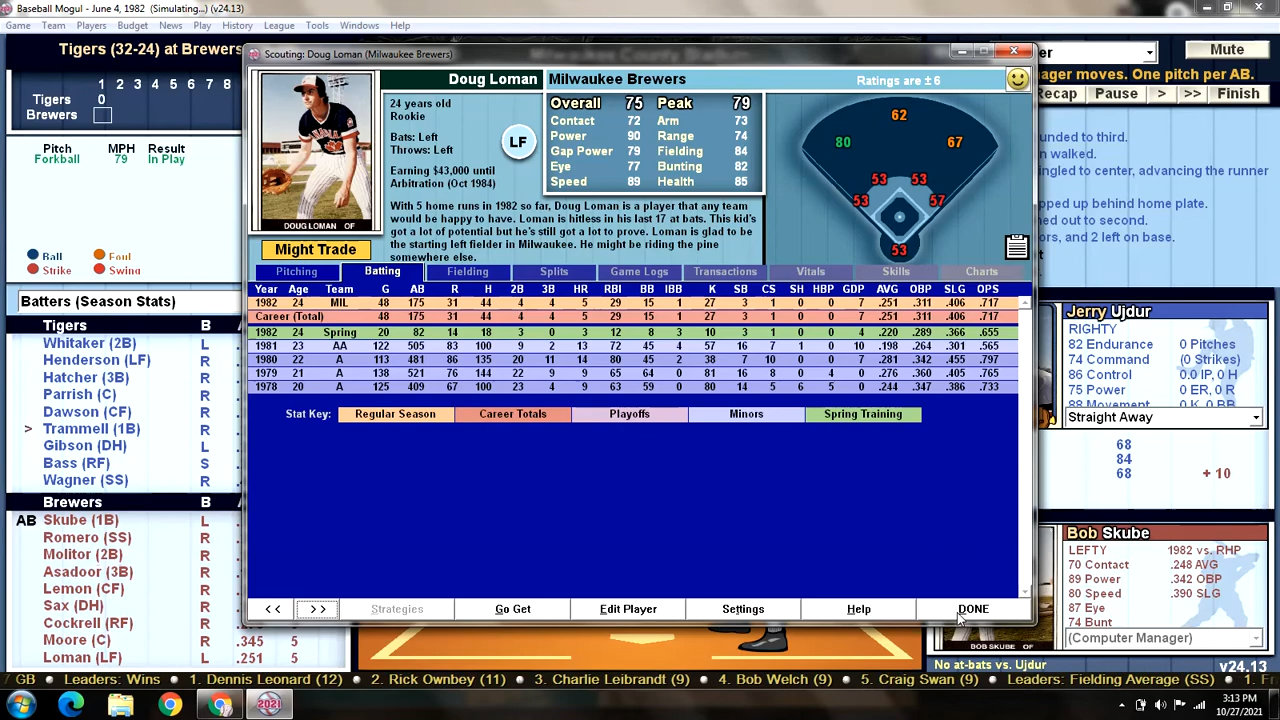 Baseball Mogul - June 4, 1982 (Simulating...) (v24.13)
Game Team Players Budget News Play History League Tools Windows Help
Tigers (32-24) at Brewers
1 2 3 4 5 6 7 8
Tigers 0
Brewers
Pitch MPH Result
Forkball 79 In Play
Ball Foul
Strike Swing
Batters (Season Stats)
Tigers B
Whitaker (2B) L
Henderson (LF) R
Hatcher (3B) R
Parrish (C) R
Dawson (CF) R
> Trammell (1B) R
Gibson (DH) L
Bass (RF) S
Wagner (SS) R
Brewers B
AB Skube (1B) L
Romero (SS) R
Molitor (2B) R
Asadoor (3B) R
Lemon (CF) R
Sax (DH) R
Cockrell (RF) R
Moore (C) R .345 5
Loman (LF) L .251 5
Scouting: Doug Loman (Milwaukee Brewers)
DOUG LOMAN OF
Might Trade
Doug Loman
24 years old
Rookie
Bats: Left
Throws: Left
Earning $43,000 until
Arbitration (Oct 1984)
LF
Milwaukee Brewers
Ratings are ± 6
Overall 75 Peak 79
Contact 72 Arm 73
Power 90 Range 74
Gap Power 79 Fielding 84
Eye 77 Bunting 82
Speed 89 Health 85
With 5 home runs in 1982 so far, Doug Loman is a player that any team
would be happy to have. Loman is hitless in his last 17 at bats. This kid's
got a lot of potential but he's still got a lot to prove. Loman is glad to be
the starting left fielder in Milwaukee. He might be riding the pine
somewhere else.
62
80 67
53 53
53 57
53
Pitching Batting Fielding Splits Game Logs Transactions Vitals Skills Charts
Year Age Team G AB R H 2B 3B HR RBI BB IBB K SB CS SH HBP GDP AVG OBP SLG OPS
1982 24 MIL 48 175 31 44 4 4 5 29 15 1 27 3 1 0 0 7 .251 .311 .406 .717
Career (Total) 48 175 31 44 4 4 5 29 15 1 27 3 1 0 0 7 .251 .311 .406 .717
1982 24 Spring 20 82 14 18 3 0 3 12 8 3 10 3 1 0 0 4 .220 .289 .366 .655
1981 23 AA 122 505 83 100 9 2 13 72 45 4 57 16 7 1 0 10 .198 .264 .301 .565
1980 22 A 113 481 86 135 20 11 14 80 45 2 38 7 10 0 0 7 .281 .342 .455 .797
1979 21 A 138 521 76 144 22 9 9 65 64 0 81 16 8 0 4 4 .276 .360 .405 .765
1978 20 A 125 409 67 100 23 4 9 63 59 0 80 14 5 6 5 0 .244 .347 .386 .733
Stat Key: Regular Season Career Totals Playoffs Minors Spring Training
<< >> Strategies Go Get Edit Player Settings Help DONE
Mute
nager moves. One pitch per AB.
Recap Pause > >> Finish
unded to third.
n walked.
ingled to center, advancing the runner
pped up behind home plate.
ned out to second.
ors, and 2 left on base.
Jerry Ujdur
RIGHTY
82 Endurance 0 Pitches
74 Command (0 Strikes)
86 Control 0.0 IP, 0 H
75 Power 0 ER, 0 R
88 Movement 0 K, 0 BB
Straight Away
68
84
68 + 10
Bob Skube
LEFTY 1982 vs. RHP
70 Contact .248 AVG
89 Power .342 OBP
80 Speed .390 SLG
87 Eye
74 Bunt
(Computer Manager)
BOB SKUBE OF
No at-bats vs. Ujdur v24.13
7 GB Leaders: Wins 1. Dennis Leonard (12) 2. Rick Ownbey (11) 3. Charlie Leibrandt (9) 4. Bob Welch (9) 5. Craig Swan (9) Leaders: Fielding Average (SS) 1.
2021
3:13 PM
10/27/2021